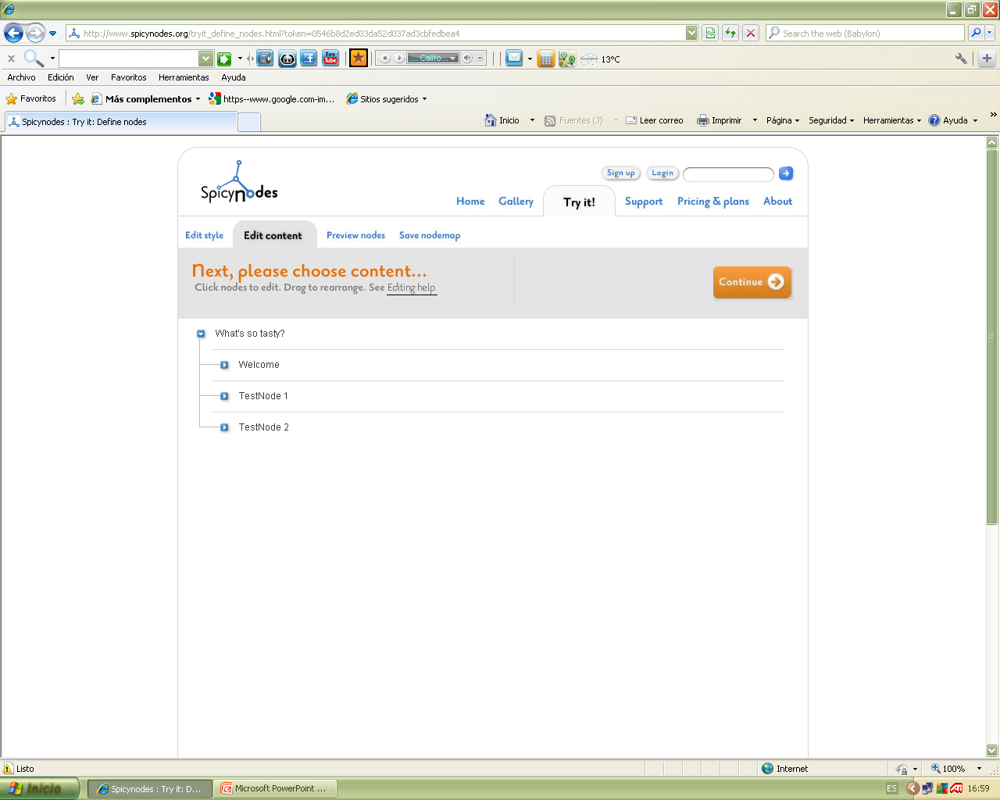 http://www.spicynodes.org/tryit_define_nodes.html?token=0546b8d2ed03da52d037ad3cbfedbea4
Search the web (Babylon)
x
You Tube
Califo...
13ºC
Archivo Edición Ver Favoritos Herramientas Ayuda
Favoritos Más complementos https--www.google.com-im... Sitios sugeridos
Spicynodes : Try it: Define nodes
Inicio Fuentes (J) Leer correo Imprimir Página Seguridad Herramientas Ayuda
Spicynodes
Sign up Login
Home Gallery Try it! Support Pricing & plans About
Edit style Edit content Preview nodes Save nodemap
Next, please choose content...
Click nodes to edit. Drag to rearrange. See Editing help
Continue
What's so tasty?
Welcome
TestNode 1
TestNode 2
Listo
Internet
100%
Inicio
Spicynodes : Try it: D...
Microsoft PowerPoint ...
ES
16:59